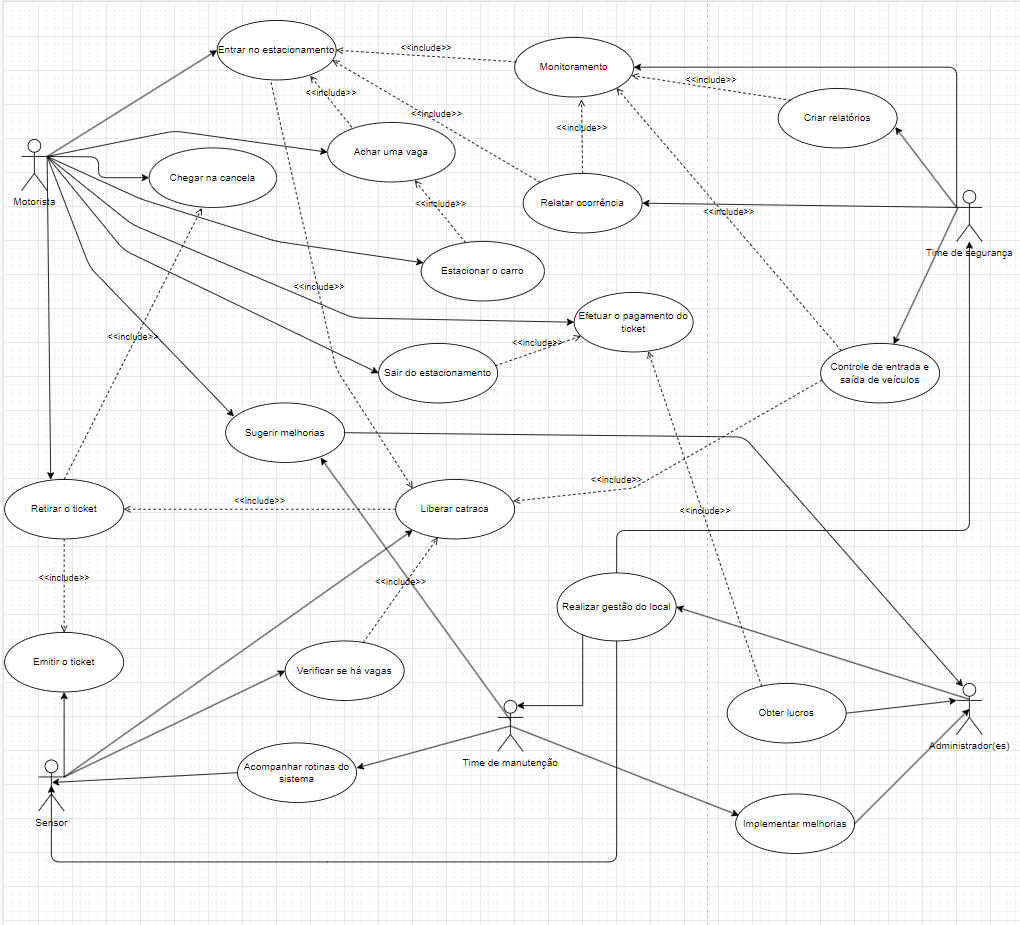 Entrar no estacionamento
<<include>>
Monitoramento
<<include>>
<<include>>
<<include>>
Criar relatórios
<<include>>
Achar uma vaga
Chegar na cancela
Motorista
<<include>>
Relatar ocorrência
<<include>>
Time de segurança
Estacionar o carro
<<include>>
Efetuar o pagamento do
ticket
<<include>>
<<include>>
Sair do estacionamento
Controle de entrada e
saída de veículos
Sugerir melhorias
<<include>>
<<include>>
Retirar o ticket
Liberar catraca
<<include>>
<<include>>
<<include>>
Realizar gestão do local
Emitir o ticket
Verificar se há vagas
Obter lucros
Administrador(es)
Time de manutenção
Acompanhar rotinas do
sistema
Sensor
Implementar melhorias